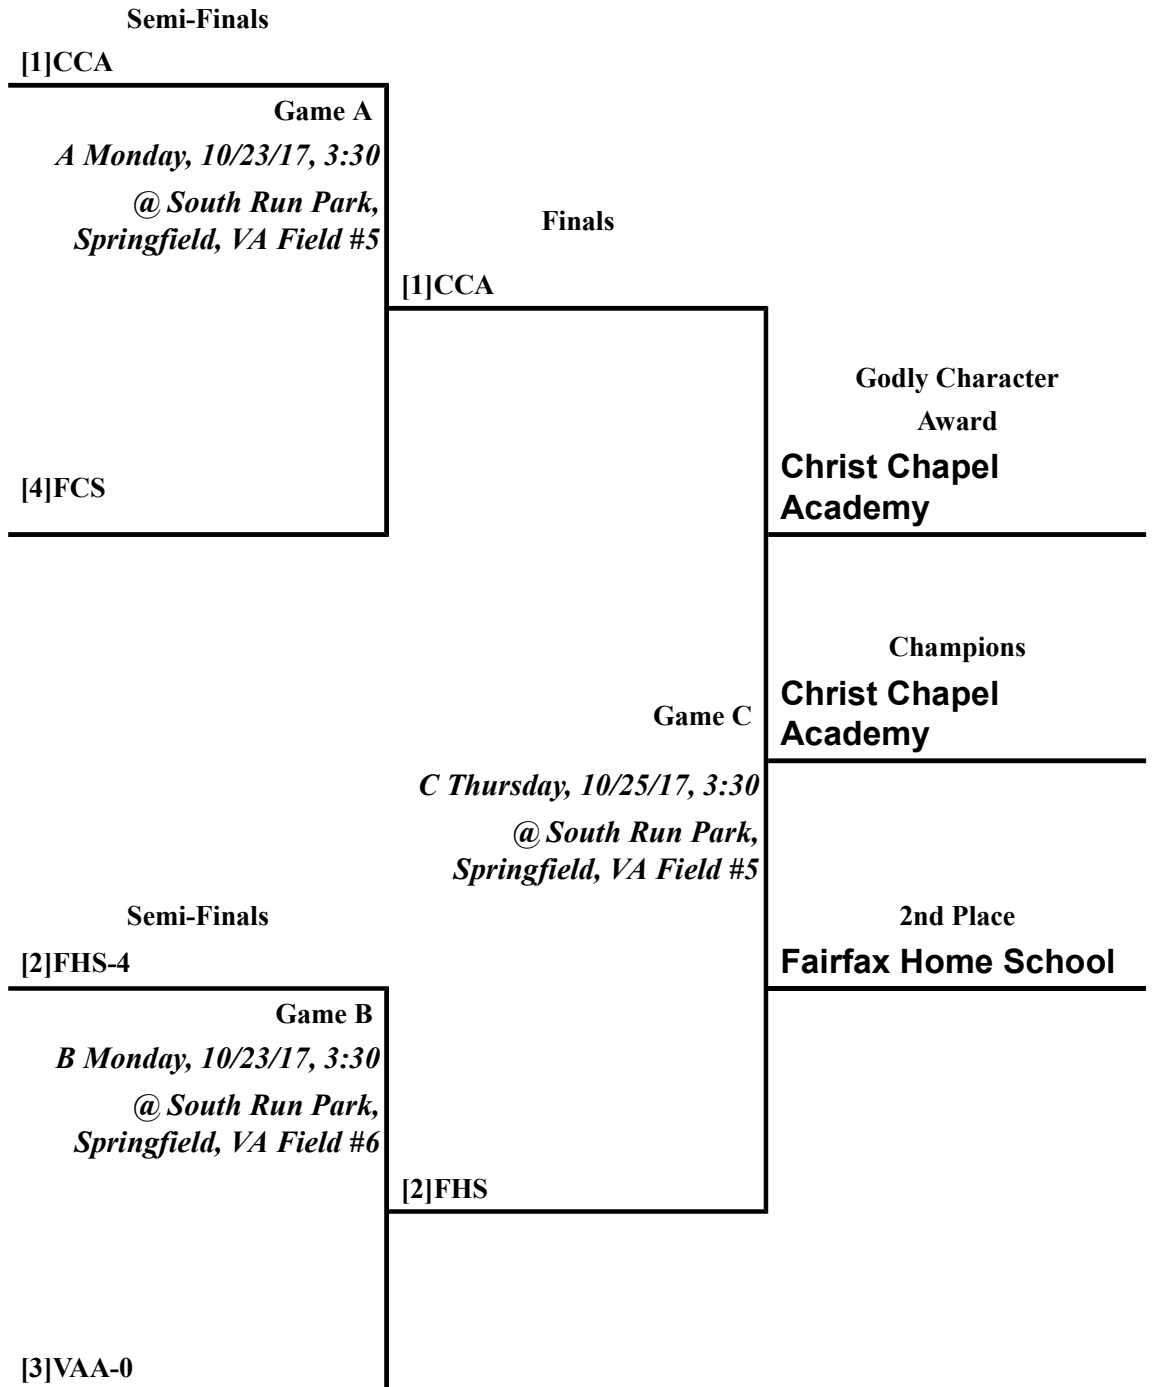 Semi-Finals
[1]CCA
Game A
A Monday, 10/23/17, 3:30
@ South Run Park,
Springfield, VA Field #5
[4]FCS
Finals
[1]CCA
Godly Character
Award
Christ Chapel
Academy
Champions
Christ Chapel
Academy
Game C
C Thursday, 10/25/17, 3:30
@ South Run Park,
Springfield, VA Field #5
2nd Place
Fairfax Home School
Semi-Finals
[2]FHS-4
Game B
B Monday, 10/23/17, 3:30
@ South Run Park,
Springfield, VA Field #6
[2]FHS
[3]VAA-0